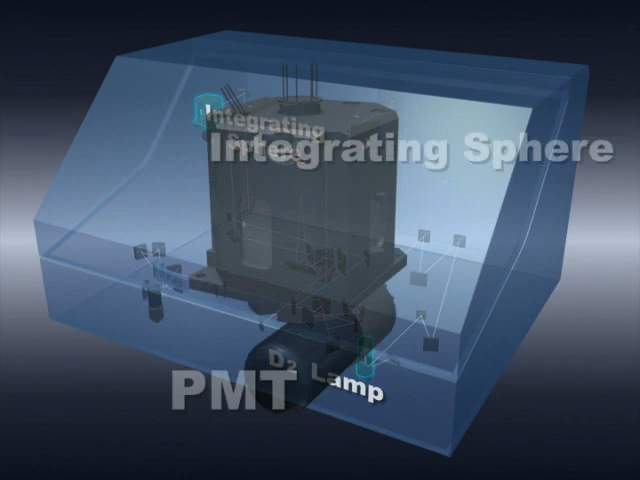 Integrating
Integrating Sphere
D₂ Lamp
PMT